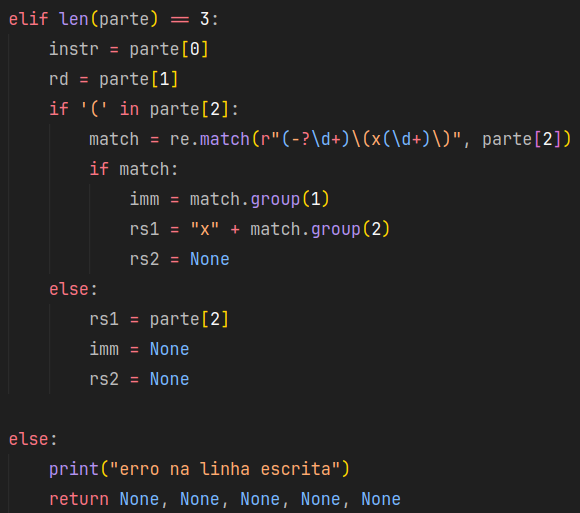 elif len(parte) == 3:
    instr = parte[0]
    rd = parte[1]
    if '(' in parte[2]:
        match = re.match(r"(-?\d+)\(x(\d+)\)", parte[2])
        if match:
            imm = match.group(1)
            rs1 = "x" + match.group(2)
            rs2 = None
    else:
        rs1 = parte[2]
        imm = None
        rs2 = None

else:
    print("erro na linha escrita")
    return None, None, None, None, None